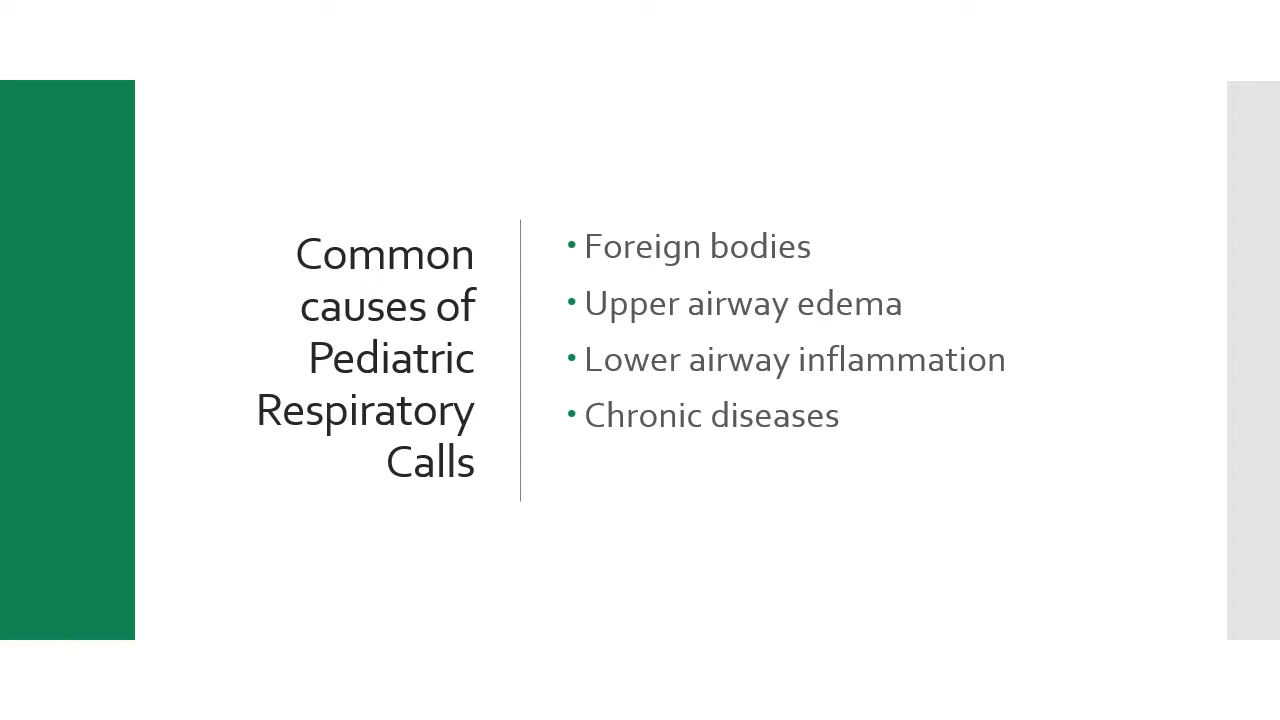 Common
causes of
Pediatric
Respiratory
Calls
• Foreign bodies
• Upper airway edema
• Lower airway inflammation
• Chronic diseases